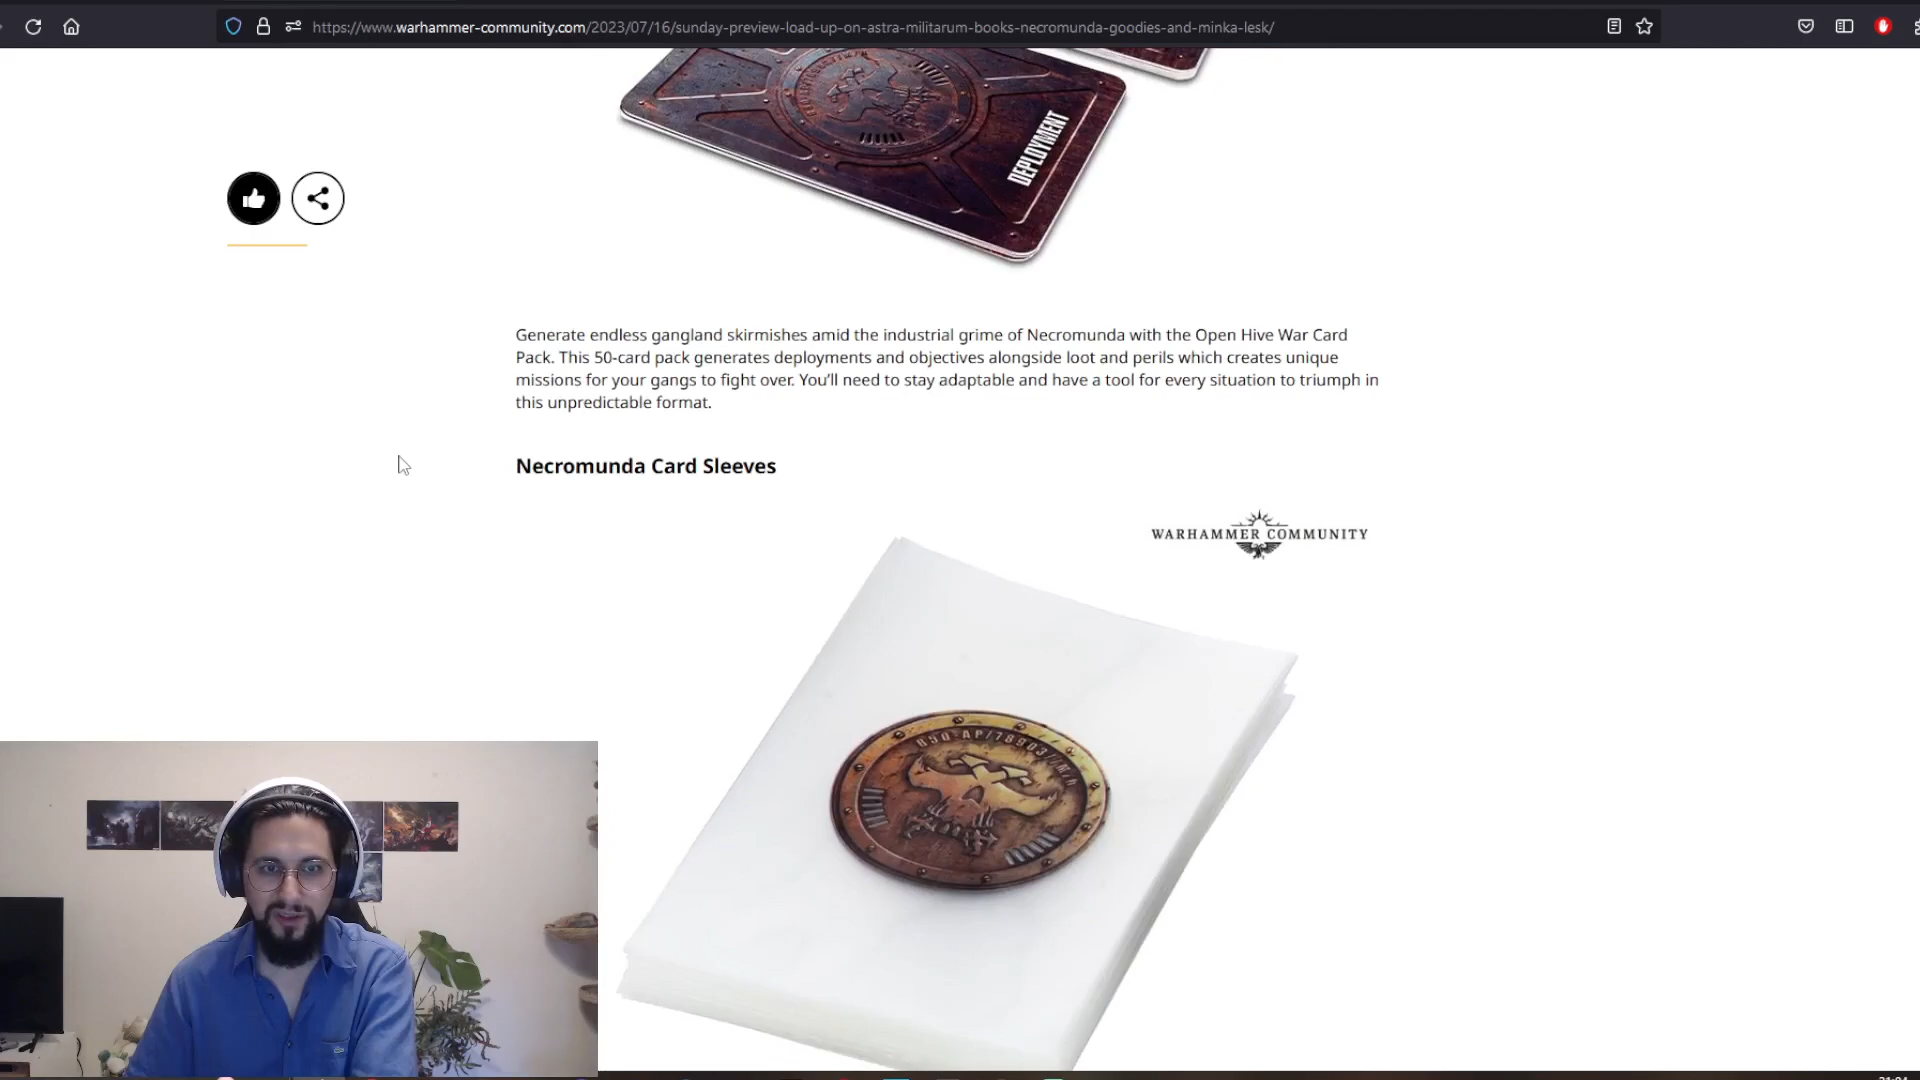 https://www.warhammer-community.com/2023/07/16/sunday-preview-load-up-on-astra-militarum-books-necromunda-goodies-and-minka-lesk/
DEPLOYMENT
Generate endless gangland skirmishes amid the industrial grime of Necromunda with the Open Hive War Card
Pack. This 50-card pack generates deployments and objectives alongside loot and perils which creates unique
missions for your gangs to fight over. You’ll need to stay adaptable and have a tool for every situation to triumph in
this unpredictable format.
Necromunda Card Sleeves
WARHAMMER COMMUNITY